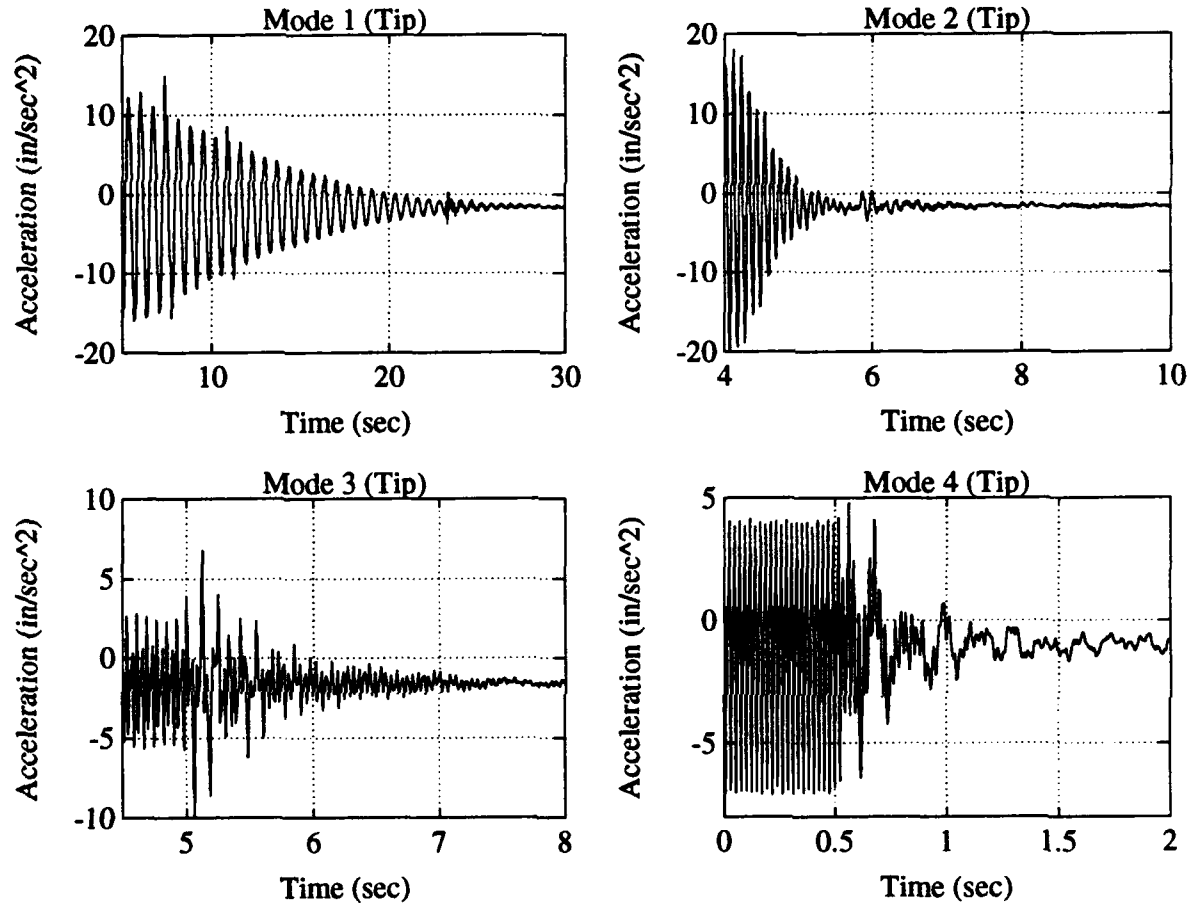 Mode 1 (Tip)
20
10
0
-10
-20
Acceleration (in/sec^2)
10
20
30
Time (sec)
Mode 2 (Tip)
20
10
0
-10
-20
Acceleration (in/sec^2)
4
6
8
10
Time (sec)
Mode 3 (Tip)
10
5
0
-5
-10
Acceleration (in/sec^2)
5
6
7
8
Time (sec)
Mode 4 (Tip)
5
0
-5
Acceleration (in/sec^2)
0
0.5
1
1.5
2
Time (sec)